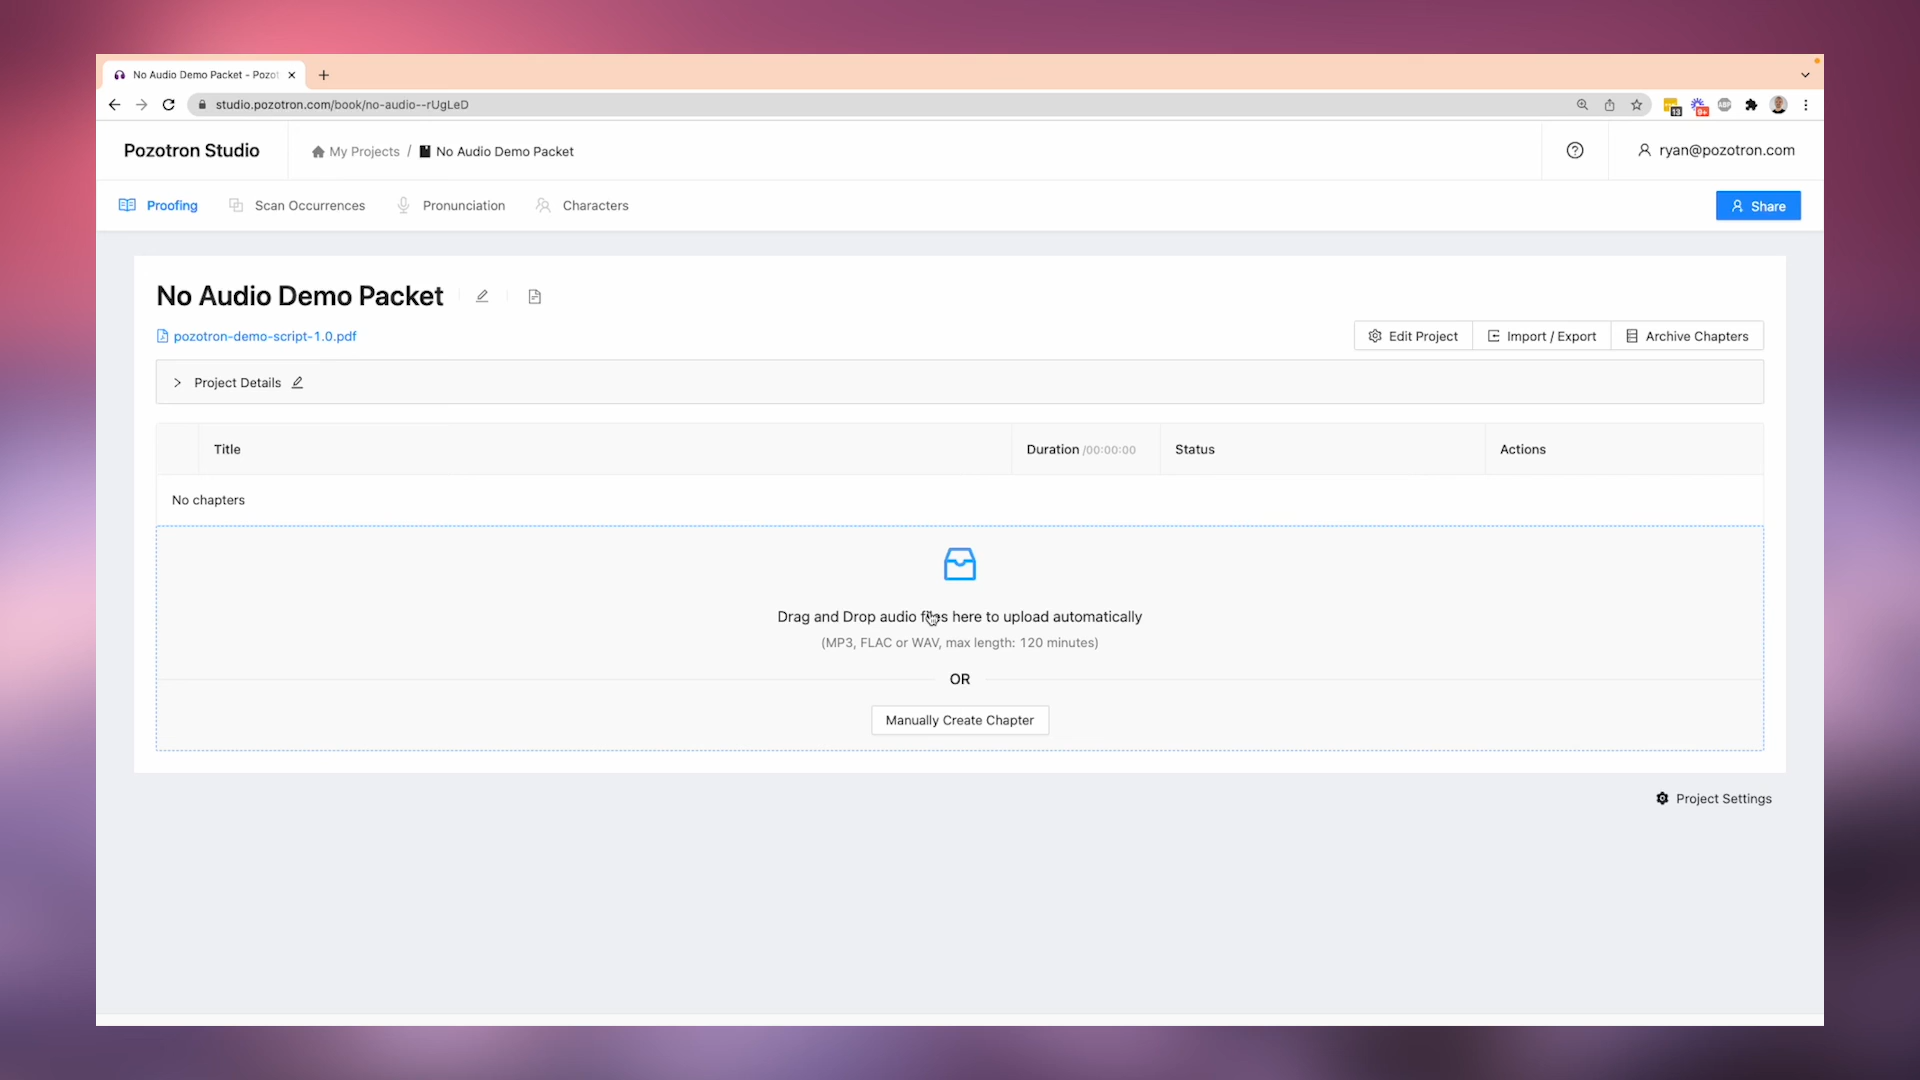 No Audio Demo Packet - Pozot
studio.pozotron.com/book/no-audio--rUgLeD
13
9+
ABP
Pozotron Studio
My Projects / No Audio Demo Packet
ryan@pozotron.com
Proofing
Scan Occurrences
Pronunciation
Characters
Share
No Audio Demo Packet
pozotron-demo-script-1.0.pdf
Edit Project
Import / Export
Archive Chapters
Project Details
Title
Duration /00:00:00
Status
Actions
No chapters
Drag and Drop audio files here to upload automatically
(MP3, FLAC or WAV, max length: 120 minutes)
OR
Manually Create Chapter
Project Settings